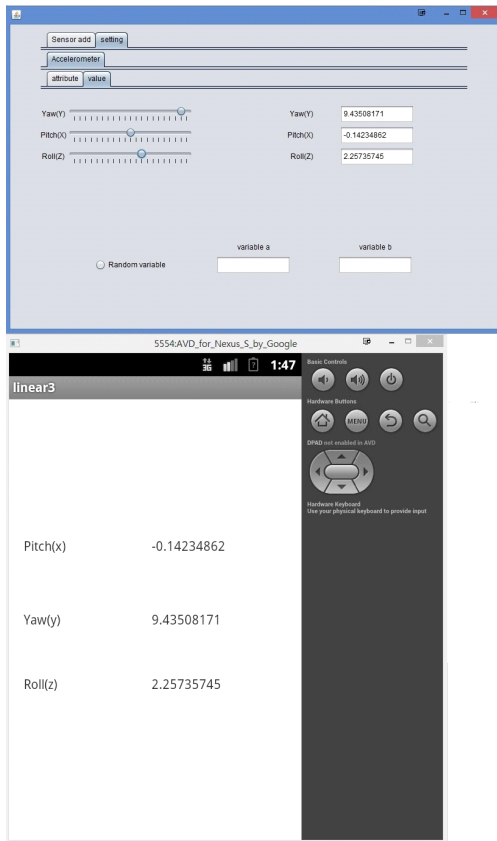 Sensor add setting
Accelerometer
attribute value
Yaw(Y) Yaw(Y) 9.43508171
Pitch(X) Pitch(X) -0.14234862
Roll(Z) Roll(Z) 2.25735745
variable a variable b
Random variable
5554:AVD_for_Nexus_S_by_Google
3G ? 1:47
linear3
Basic Controls
Hardware Buttons
MENU
DPAD not enabled in AVD
Hardware Keyboard
Use your physical keyboard to provide input
Pitch(x) -0.14234862
Yaw(y) 9.43508171
Roll(z) 2.25735745